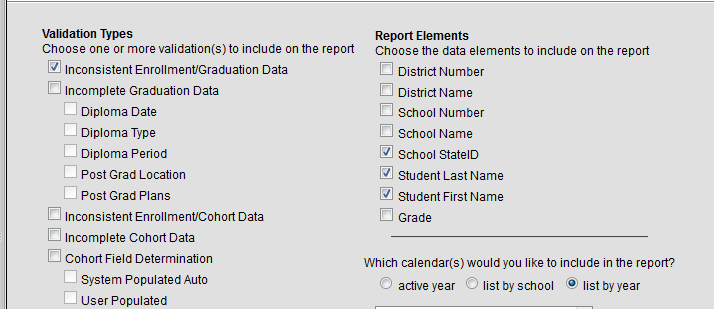 Validation Types
Choose one or more validation(s) to include on the report
Inconsistent Enrollment/Graduation Data
Incomplete Graduation Data
Diploma Date
Diploma Type
Diploma Period
Post Grad Location
Post Grad Plans
Inconsistent Enrollment/Cohort Data
Incomplete Cohort Data
Cohort Field Determination
System Populated Auto
User Populated
Report Elements
Choose the data elements to include on the report
District Number
District Name
School Number
School Name
School StateID
Student Last Name
Student First Name
Grade
Which calendar(s) would you like to include in the report?
active year list by school list by year